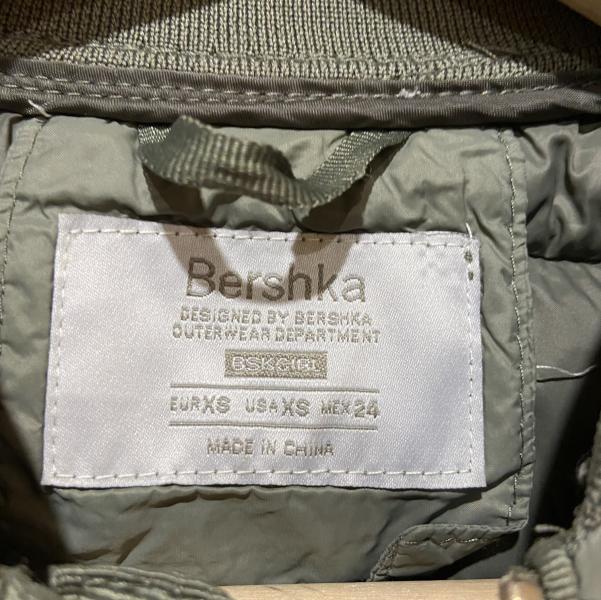 Bershka
DESIGNED BY BERSHKA
OUTERWEAR DEPARTMENT
BSKGIRL
EUR XS USA XS MEX 24
MADE IN CHINA